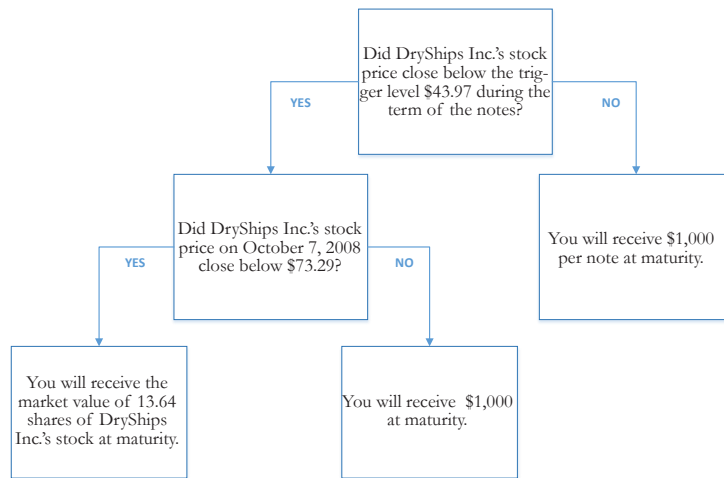 Did DryShips Inc.'s stock
price close below the trig-
ger level $43.97 during the
term of the notes?
YES
NO
Did DryShips Inc.'s stock
price on October 7, 2008
close below $73.29?
You will receive $1,000
per note at maturity.
YES
NO
You will receive the
market value of 13.64
shares of DryShips
Inc.'s stock at maturity.
You will receive  $1,000
at maturity.